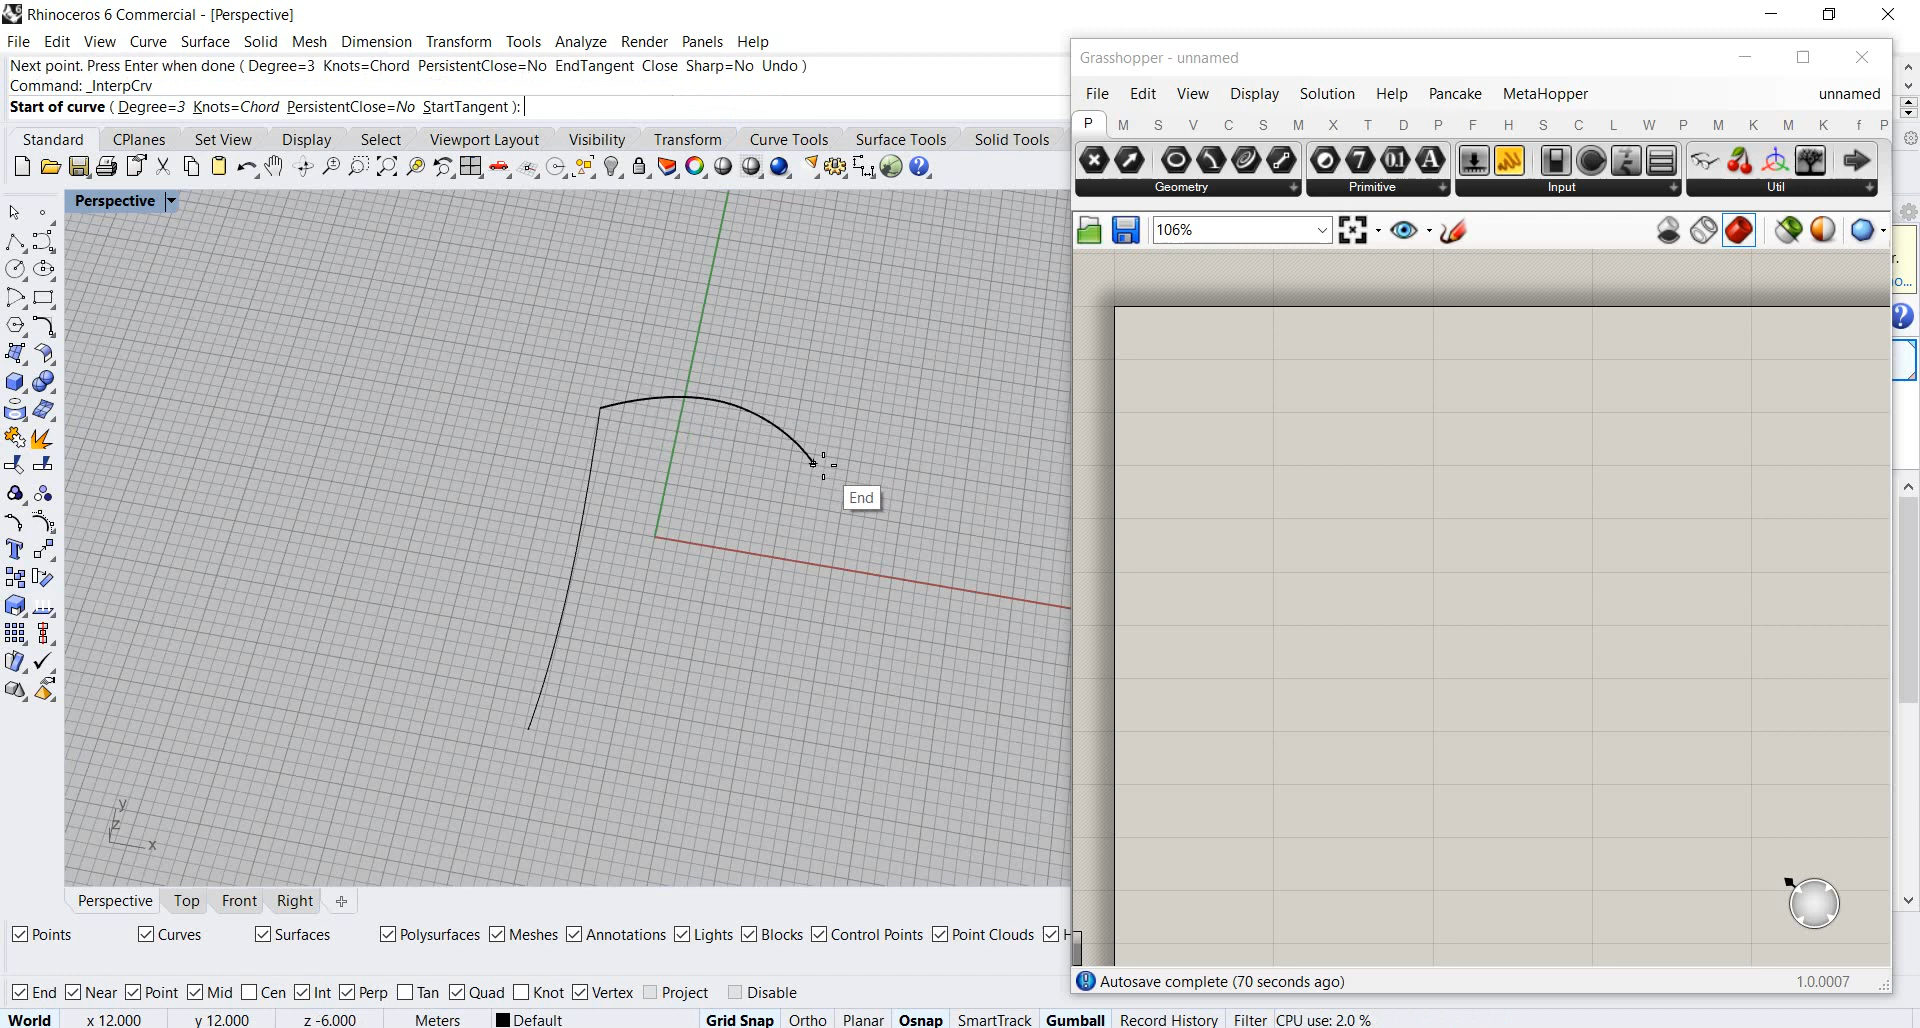 Rhinoceros 6 Commercial - [Perspective]
File Edit View Curve Surface Solid Mesh Dimension Transform Tools Analyze Render Panels Help
Next point. Press Enter when done ( Degree=3 Knots=Chord PersistentClose=No EndTangent Close Sharp=No Undo )
Command: _InterpCrv
Start of curve ( Degree=3 Knots=Chord PersistentClose=No StartTangent ):
Standard CPlanes Set View Display Select Viewport Layout Visibility Transform Curve Tools Surface Tools Solid Tools
Perspective
End
y
z
x
Perspective Top Front Right
Points Curves Surfaces Polysurfaces Meshes Annotations Lights Blocks Control Points Point Clouds H
End Near Point Mid Cen Int Perp Tan Quad Knot Vertex Project Disable
World x 12.000 y 12.000 z -6.000 Meters Default Grid Snap Ortho Planar Osnap SmartTrack Gumball Record History Filter CPU use: 2.0 %
Grasshopper - unnamed
File Edit View Display Solution Help Pancake MetaHopper unnamed
P M S V C S M X T D P F H S C L W P M K M K f P
Geometry Primitive Input Util
106%
Autosave complete (70 seconds ago)
1.0.0007
r.
o...